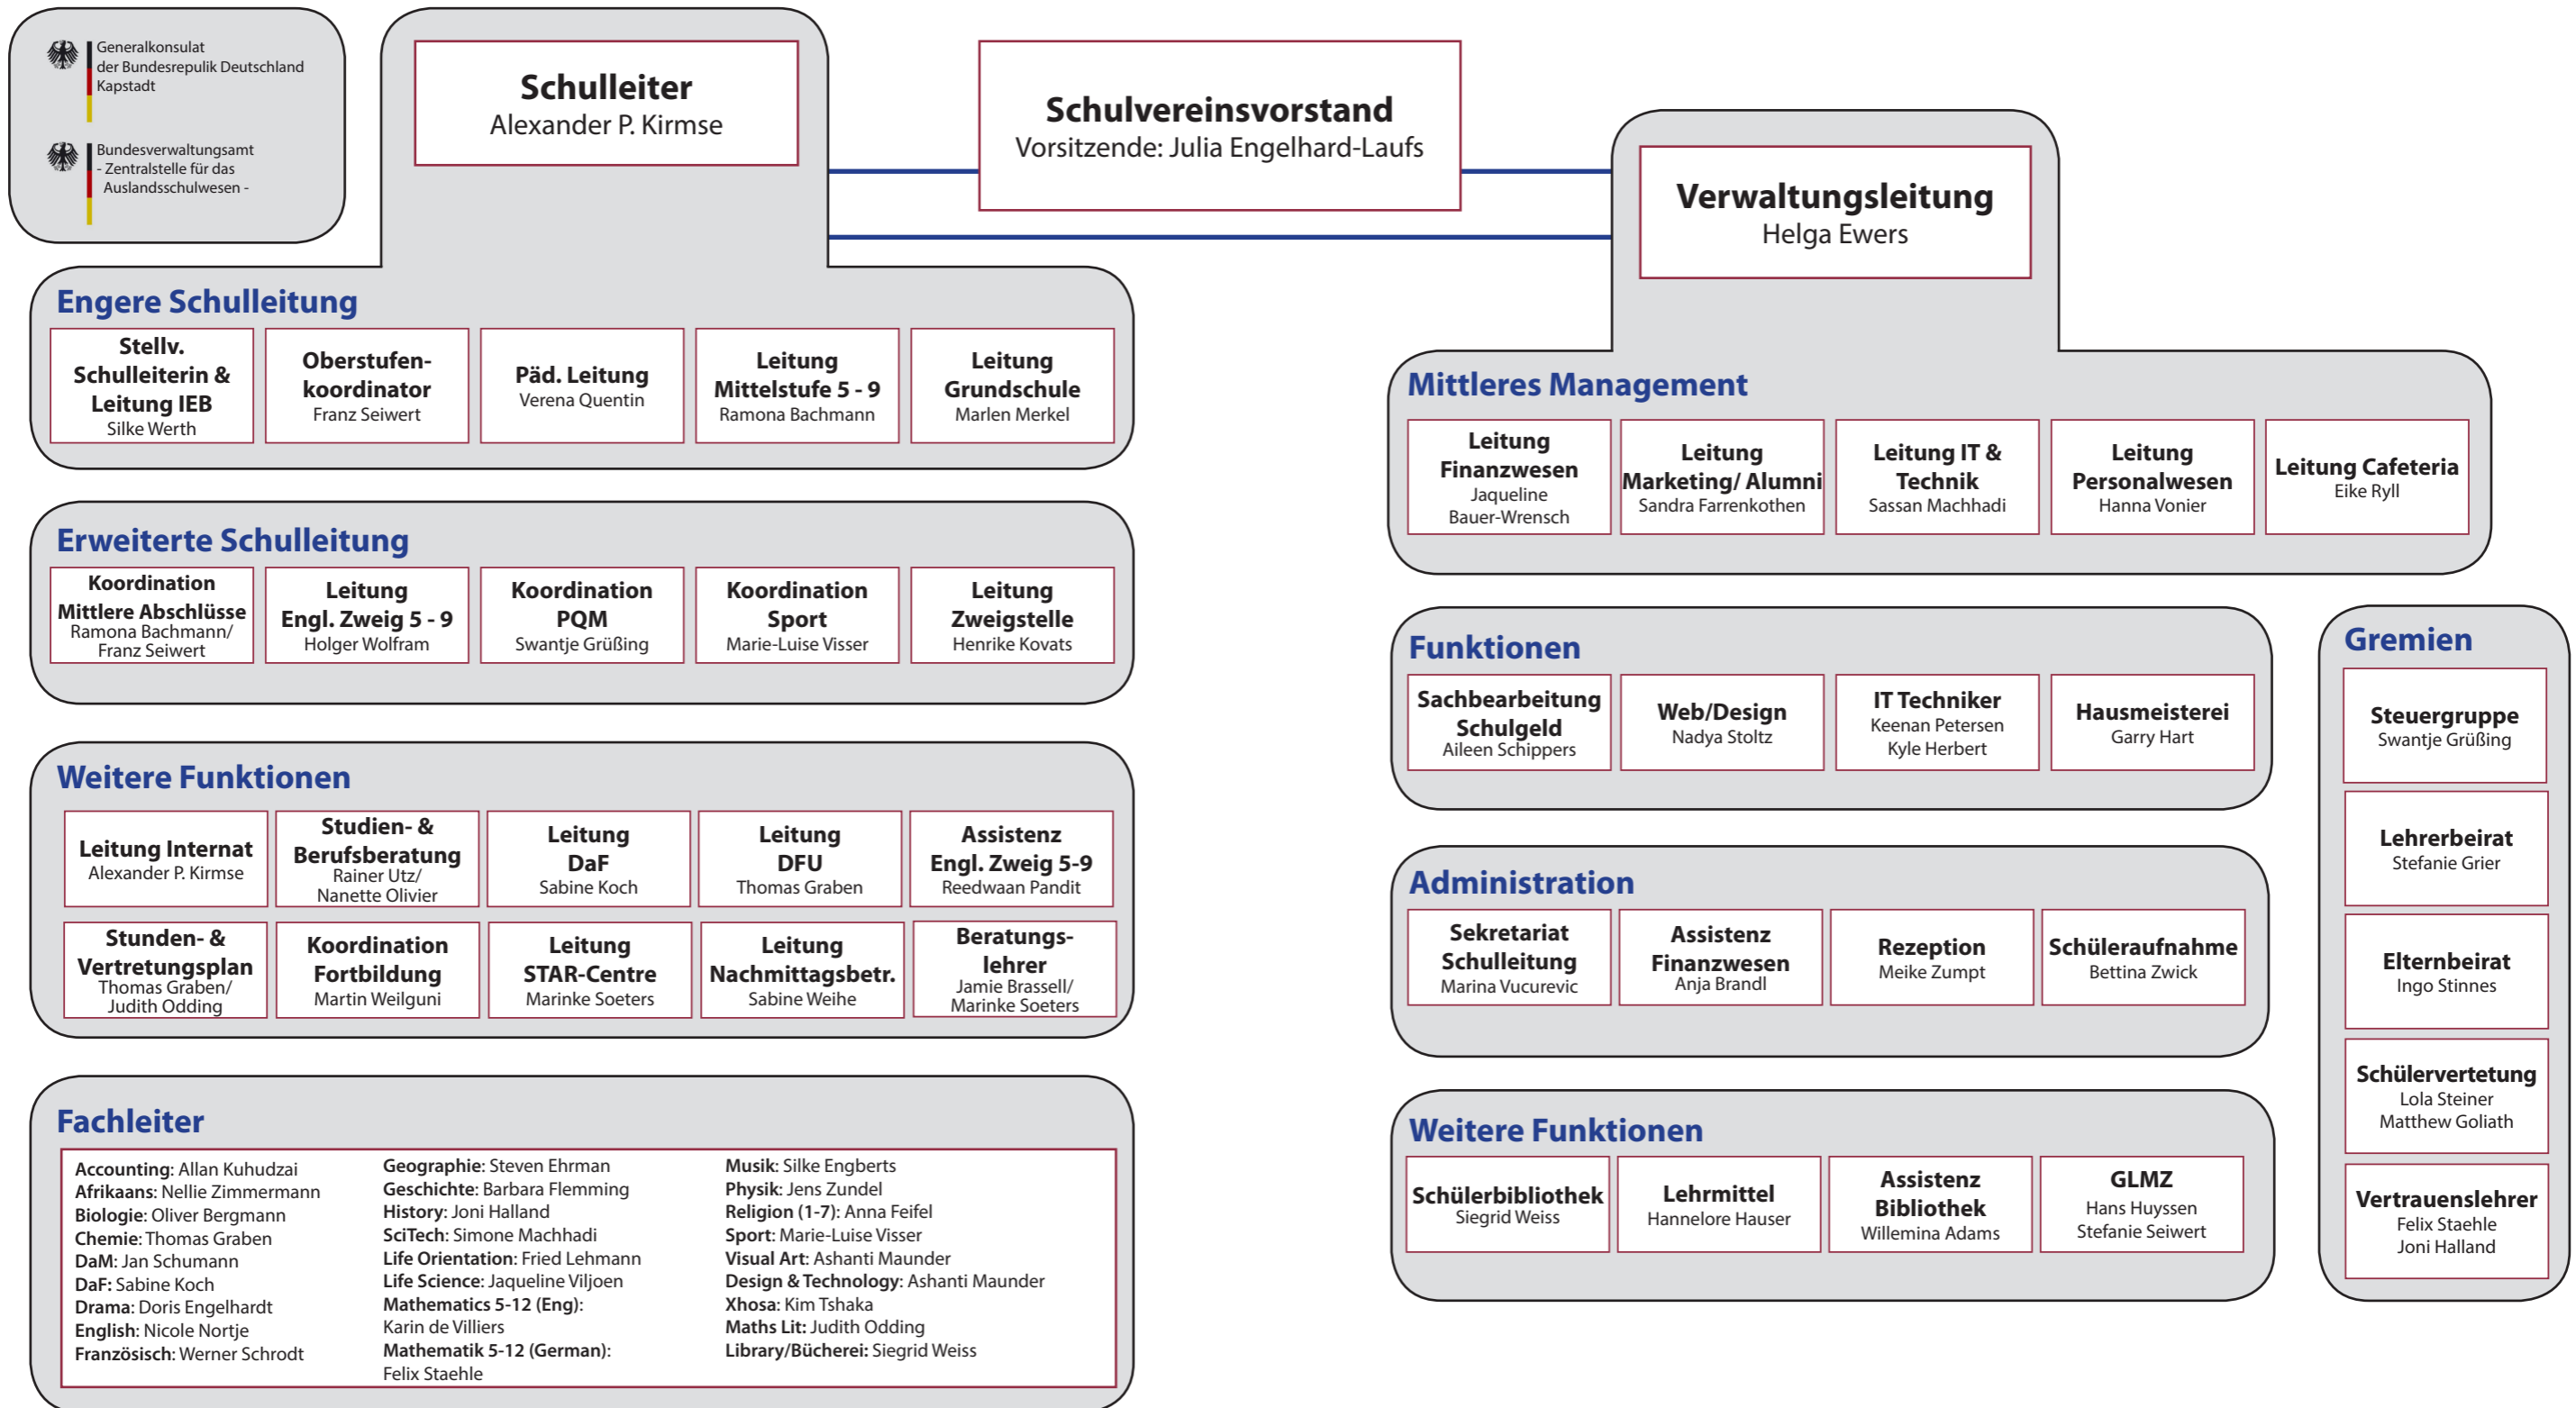 Generalkonsulat
der Bundesrepulik Deutschland
Kapstadt
Bundesverwaltungsamt
- Zentralstelle für das
Auslandsschulwesen -
Schulleiter
Alexander P. Kirmse
Schulvereinsvorstand
Vorsitzende: Julia Engelhard-Laufs
Verwaltungsleitung
Helga Ewers
Engere Schulleitung
Stellv.
Schulleiterin &
Leitung IEB
Silke Werth
Oberstufen-
koordinator
Franz Seiwert
Päd. Leitung
Verena Quentin
Leitung
Mittelstufe 5 - 9
Ramona Bachmann
Leitung
Grundschule
Marlen Merkel
Erweiterte Schulleitung
Koordination
Mittlere Abschlüsse
Ramona Bachmann/
Franz Seiwert
Leitung
Engl. Zweig 5 - 9
Holger Wolfram
Koordination
PQM
Swantje Grüßing
Koordination
Sport
Marie-Luise Visser
Leitung
Zweigstelle
Henrike Kovats
Weitere Funktionen
Leitung Internat
Alexander P. Kirmse
Studien- &
Berufsberatung
Rainer Utz/
Nanette Olivier
Leitung
DaF
Sabine Koch
Leitung
DFU
Thomas Graben
Assistenz
Engl. Zweig 5-9
Reedwaan Pandit
Stunden- &
Vertretungsplan
Thomas Graben/
Judith Odding
Koordination
Fortbildung
Martin Weilguni
Leitung
STAR-Centre
Marinke Soeters
Leitung
Nachmittagsbetr.
Sabine Weihe
Beratungs-
lehrer
Jamie Brassell/
Marinke Soeters
Fachleiter
Accounting: Allan Kuhudzai
Afrikaans: Nellie Zimmermann
Biologie: Oliver Bergmann
Chemie: Thomas Graben
DaM: Jan Schumann
DaF: Sabine Koch
Drama: Doris Engelhardt
English: Nicole Nortje
Französisch: Werner Schrodt
Geographie: Steven Ehrman
Geschichte: Barbara Flemming
History: Joni Halland
SciTech: Simone Machhadi
Life Orientation: Fried Lehmann
Life Science: Jaqueline Viljoen
Mathematics 5-12 (Eng):
Karin de Villiers
Mathematik 5-12 (German):
Felix Staehle
Musik: Silke Engberts
Physik: Jens Zundel
Religion (1-7): Anna Feifel
Sport: Marie-Luise Visser
Visual Art: Ashanti Maunder
Design & Technology: Ashanti Maunder
Xhosa: Kim Tshaka
Maths Lit: Judith Odding
Library/Bücherei: Siegrid Weiss
Mittleres Management
Leitung
Finanzwesen
Jaqueline
Bauer-Wrensch
Leitung
Marketing/ Alumni
Sandra Farrenkothen
Leitung IT &
Technik
Sassan Machhadi
Leitung
Personalwesen
Hanna Vonier
Leitung Cafeteria
Eike Ryll
Funktionen
Sachbearbeitung
Schulgeld
Aileen Schippers
Web/Design
Nadya Stoltz
IT Techniker
Keenan Petersen
Kyle Herbert
Hausmeisterei
Garry Hart
Administration
Sekretariat
Schulleitung
Marina Vucurevic
Assistenz
Finanzwesen
Anja Brandl
Rezeption
Meike Zumpt
Schüleraufnahme
Bettina Zwick
Weitere Funktionen
Schülerbibliothek
Siegrid Weiss
Lehrmittel
Hannelore Hauser
Assistenz
Bibliothek
Willemina Adams
GLMZ
Hans Huyssen
Stefanie Seiwert
Gremien
Steuergruppe
Swantje Grüßing
Lehrerbeirat
Stefanie Grier
Elternbeirat
Ingo Stinnes
Schülervertetung
Lola Steiner
Matthew Goliath
Vertrauenslehrer
Felix Staehle
Joni Halland